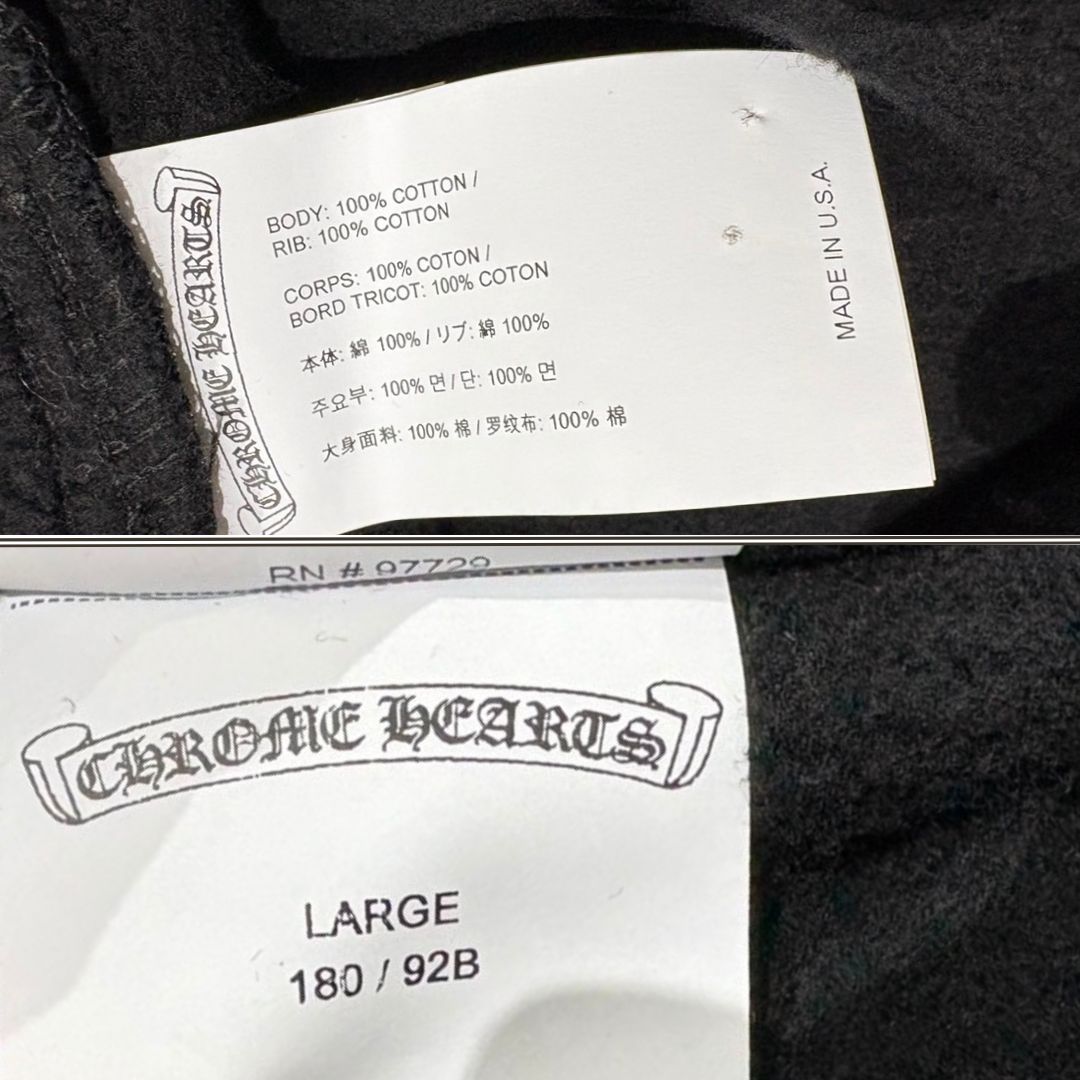 CHROME HEARTS
BODY: 100% COTTON /
RIB: 100% COTTON
CORPS: 100% COTON /
BORD TRICOT: 100% COTON
本体: 綿 100% / リブ: 綿 100%
주요부: 100% 면 / 단: 100% 면
大身面料: 100% 棉 / 罗纹布: 100% 棉
MADE IN U.S.A.
RN # 97729
CHROME HEARTS
LARGE
180 / 92B